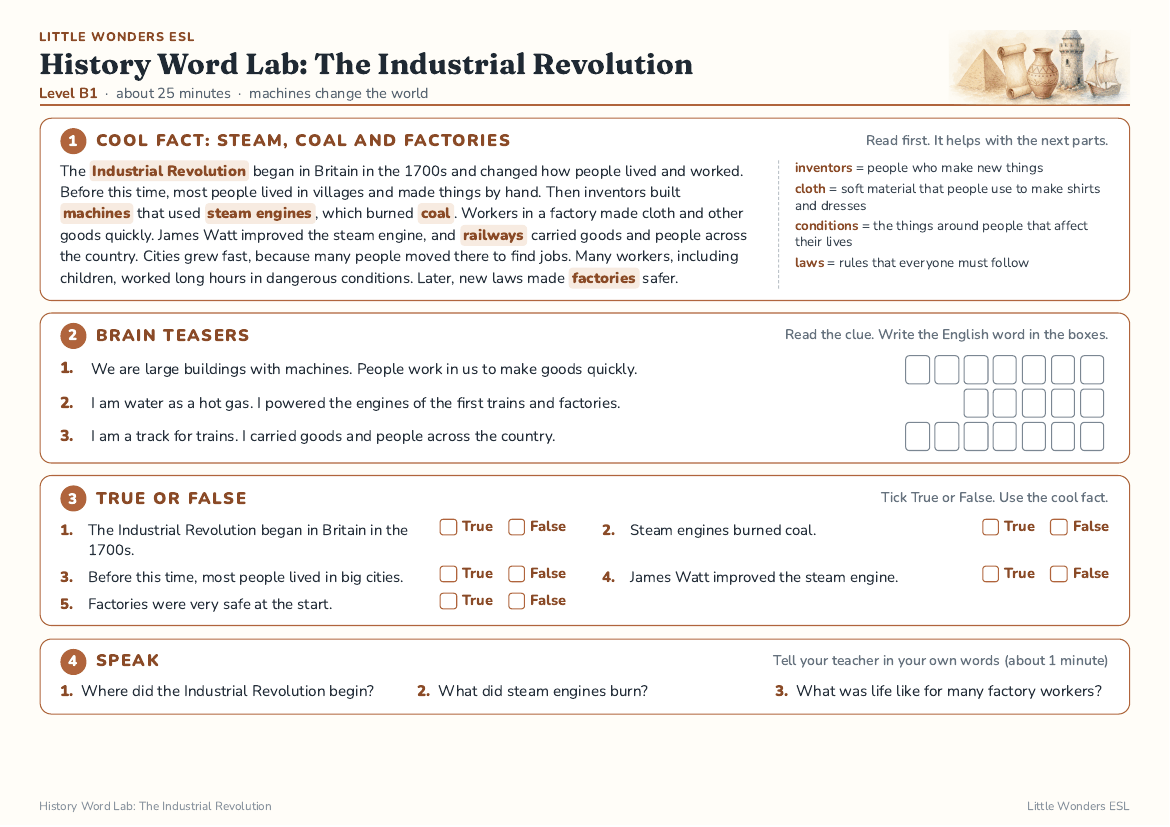 LITTLE WONDERS ESL
History Word Lab: The Industrial Revolution
Level B1 · about 25 minutes · machines change the world
1 COOL FACT: STEAM, COAL AND FACTORIES
Read first. It helps with the next parts.
The Industrial Revolution began in Britain in the 1700s and changed how people lived and worked.
Before this time, most people lived in villages and made things by hand. Then inventors built
machines that used steam engines, which burned coal. Workers in a factory made cloth and other
goods quickly. James Watt improved the steam engine, and railways carried goods and people across
the country. Cities grew fast, because many people moved there to find jobs. Many workers, including
children, worked long hours in dangerous conditions. Later, new laws made factories safer.
inventors = people who make new things
cloth = soft material that people use to make shirts
and dresses
conditions = the things around people that affect
their lives
laws = rules that everyone must follow
2 BRAIN TEASERS
Read the clue. Write the English word in the boxes.
1. We are large buildings with machines. People work in us to make goods quickly.
2. I am water as a hot gas. I powered the engines of the first trains and factories.
3. I am a track for trains. I carried goods and people across the country.
3 TRUE OR FALSE
Tick True or False. Use the cool fact.
1. The Industrial Revolution began in Britain in the
1700s.
True False
2. Steam engines burned coal. True False
3. Before this time, most people lived in big cities. True False
4. James Watt improved the steam engine. True False
5. Factories were very safe at the start. True False
4 SPEAK
Tell your teacher in your own words (about 1 minute)
1. Where did the Industrial Revolution begin?
2. What did steam engines burn?
3. What was life like for many factory workers?
History Word Lab: The Industrial Revolution
Little Wonders ESL